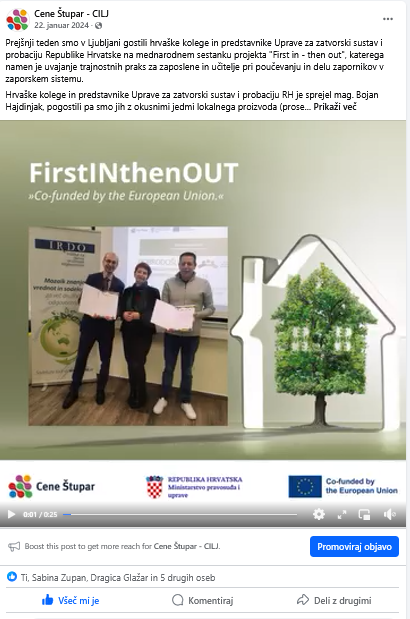 Cene Štupar - CILJ
22. januar 2024 ·
Prejšnji teden smo v Ljubljani gostili hrvaške kolege in predstavnike Uprave za zatvorski sustav i
probaciju Republike Hrvatske na mednarodnem sestanku projekta "First in - then out", katerega
namen je uvajanje trajnostnih praks za zaposlene in učitelje pri poučevanju in delu zapornikov v
zaporskem sistemu.
Hrvaške kolege in predstavnike Uprave za zatvorski sustav i probaciju RH je sprejel mag. Bojan
Hajdinjak, pogostili pa smo jih z okusnimi jedmi lokalnega proizvoda (prose... Prikaži več
FirstINthenOUT
»Co-funded by the European Union.«
IRDO
Mozaik znanja,
vrednot in
Cene Štupar
REPUBLIKA HRVATSKA
Ministarstvo pravosuđa i
uprave
Co-funded by
the European Union
0:01 / 0:25
Boost this post to get more reach for Cene Štupar - CILJ.
Promoviraj objavo
Ti, Sabina Zupan, Dragica Glažar in 5 drugih oseb
Všeč mi je
Komentiraj
Deli z drugimi